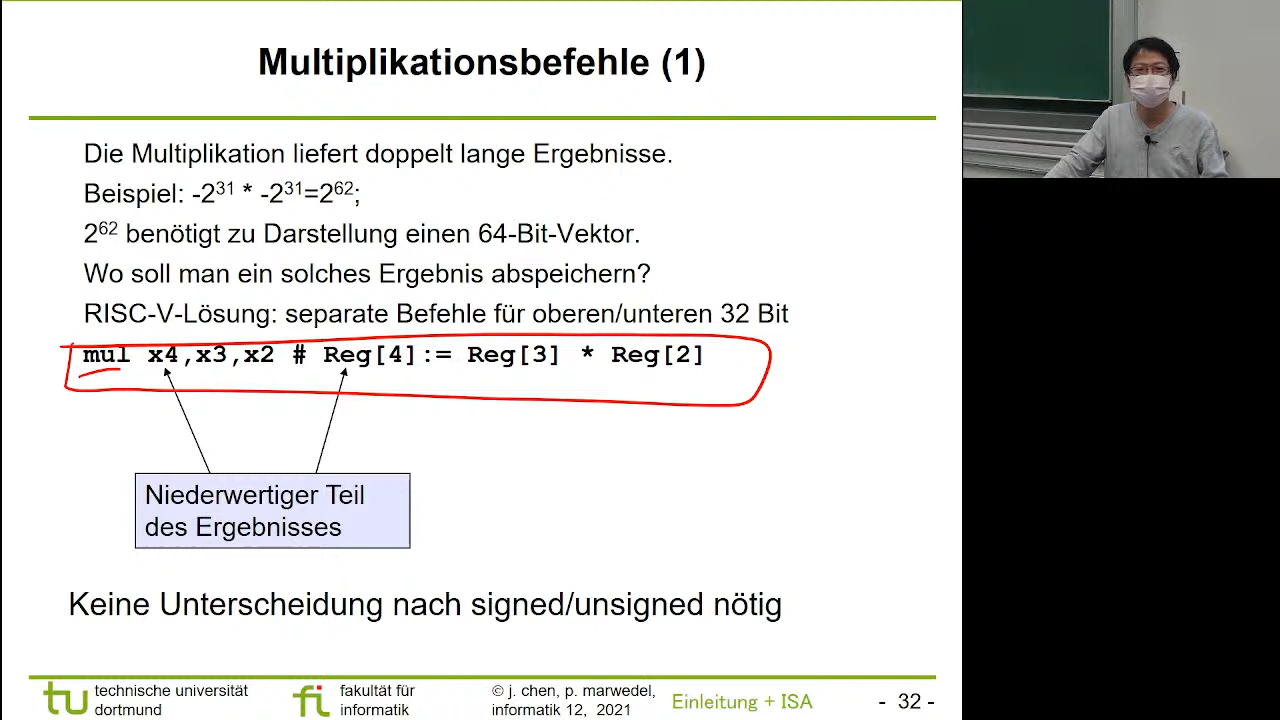 Multiplikationsbefehle (1)
Die Multiplikation liefert doppelt lange Ergebnisse.
Beispiel: -2³¹ * -2³¹=2⁶²;
2⁶² benötigt zu Darstellung einen 64-Bit-Vektor.
Wo soll man ein solches Ergebnis abspeichern?
RISC-V-Lösung: separate Befehle für oberen/unteren 32 Bit
mul x4,x3,x2 # Reg[4]:= Reg[3] * Reg[2]
Niederwertiger Teil
des Ergebnisses
Keine Unterscheidung nach signed/unsigned nötig
tu technische universität
dortmund
fi fakultät für
informatik
© j. chen, p. marwedel,
informatik 12, 2021
Einleitung + ISA
- 32 -